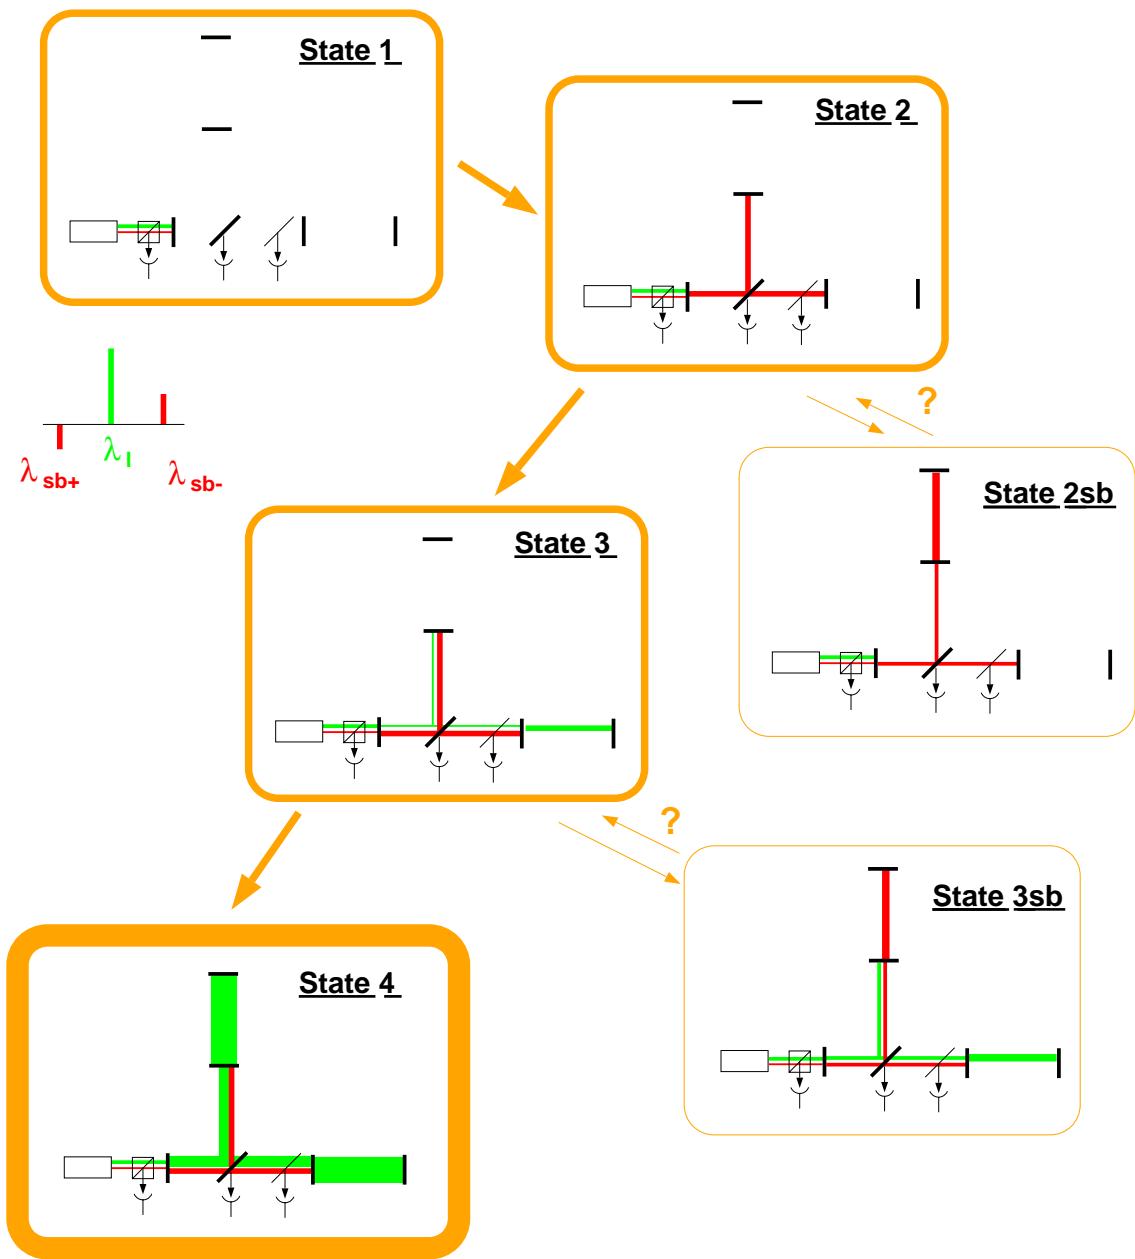 State 1
State 2
λ sb+
λ l
λ sb-
?
State 2sb
State 3
?
State 3sb
State 4